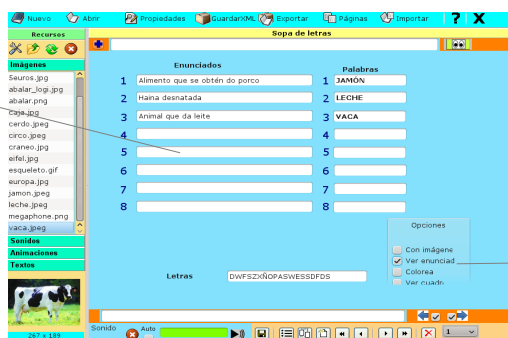 Nuevo Abrir Propiedades GuardarXML Exportar Páginas Importar ? X
Recursos
Sopa de letras
Imágenes
5euros.jpg
abalar_logi.jpg
abalar.png
caja.jpg
cerdo.jpeg
circo.jpeg
craneo.jpg
eifel.jpg
esqueleto.gif
europa.jpg
jamon.jpeg
leche.jpeg
megaphone.png
vaca.jpeg
Sonidos
Animaciones
Textos
267 x 189
Enunciados Palabras
1 Alimento que se obtén do porco 1 JAMÓN
2 Haina desnatada 2 LECHE
3 Animal que da leite 3 VACA
4 4
5 5
6 6
7 7
8 8
Opciones
Con imágene
Ver enunciad
Colorea
Ver cuadr
Letras DWFSZXÑOPASWESSDFDS
Sonido Auto 1